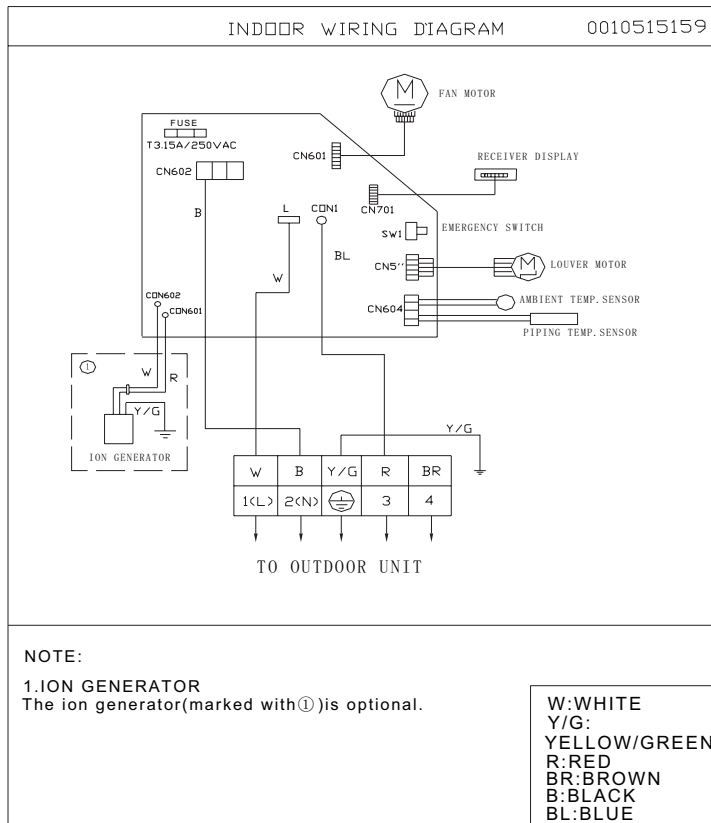 INDOOR WIRING DIAGRAM 0010515159
M
FAN MOTOR
FUSE
T3.15A/250VAC
CN602
CN601
RECEIVER DISPLAY
CN701
B
L
CON1
SW1
EMERGENCY SWITCH
BL
CN5''
M
LOUVER MOTOR
W
CON602
CON601
CN604
AMBIENT TEMP.SENSOR
PIPING TEMP.SENSOR
①
W
R
Y/G
ION GENERATOR
Y/G
W B Y/G R BR
1(L) 2(N) 3 4
TO OUTDOOR UNIT
NOTE:
1.ION GENERATOR
The ion generator(marked with①)is optional.
W:WHITE
Y/G:
YELLOW/GREEN
R:RED
BR:BROWN
B:BLACK
BL:BLUE